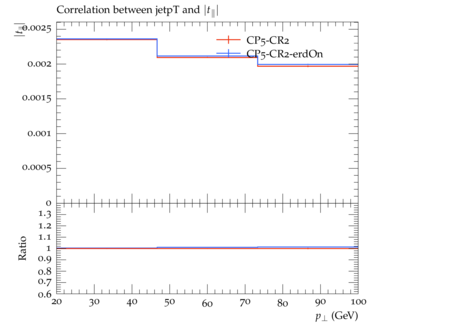 Correlation between jetpT and |t∥|
|t∥|
0.0025
0.002
0.0015
0.001
0.0005
0
CP5-CR2
CP5-CR2-erdOn
Ratio
1.3
1.2
1.1
1
0.9
0.8
0.7
0.6
20 30 40 50 60 70 80 90 100
p⊥ (GeV)